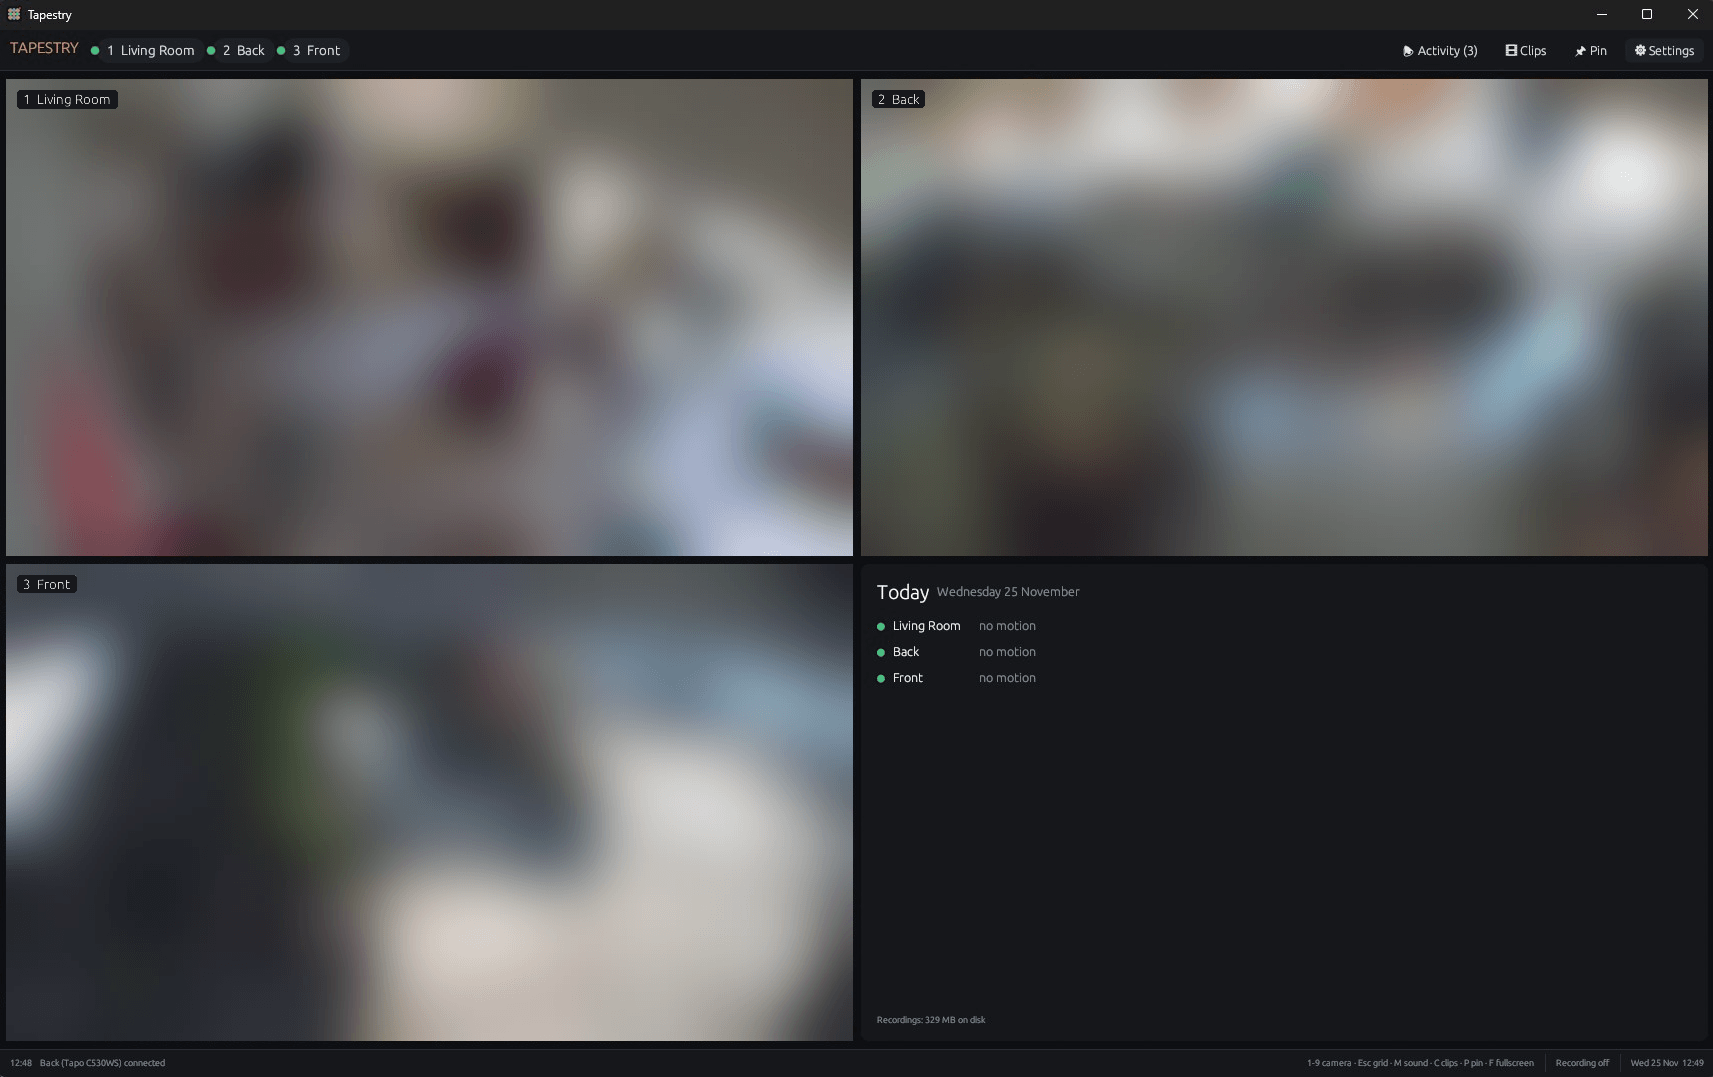 Tapestry
TAPESTRY 1 Living Room 2 Back 3 Front Activity (3) Clips Pin Settings
1 Living Room
2 Back
3 Front
Today Wednesday 25 November
Living Room no motion
Back no motion
Front no motion
Recordings: 329 MB on disk
12:48 Back (Tapo C530WS) connected 1-9 camera · Esc grid · M sound · C clips · P pin · F fullscreen Recording off Wed 25 Nov 12:49